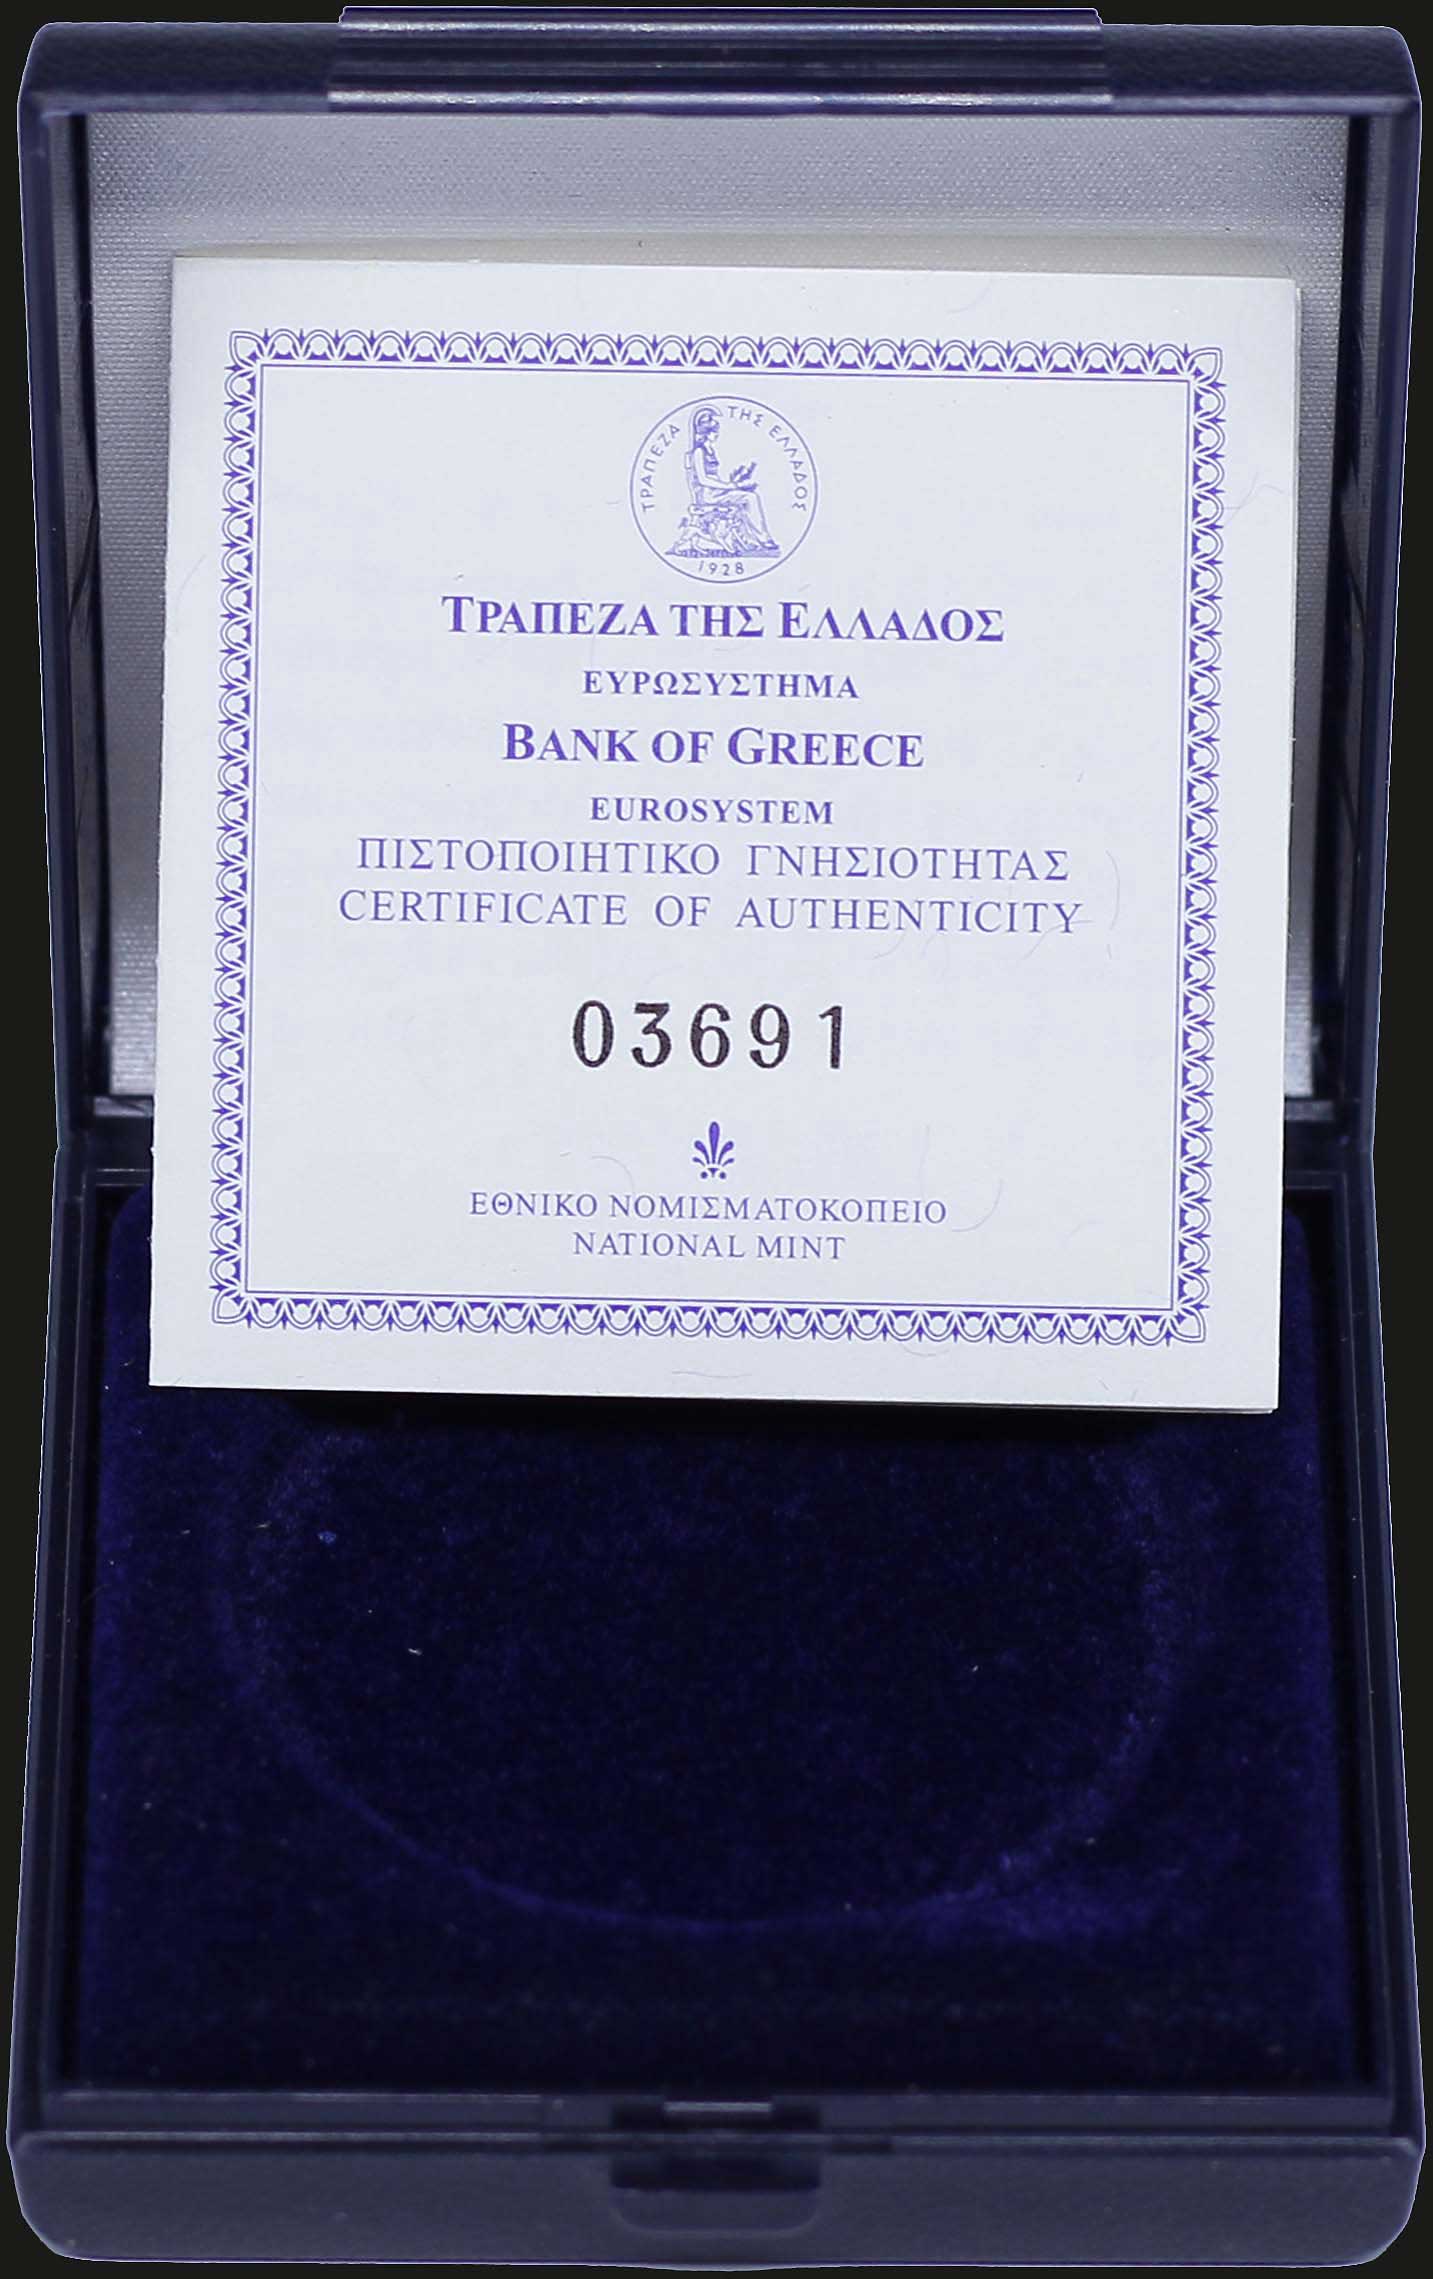 ΤΡΑΠΕΖΑ ΤΗΣ ΕΛΛΑΔΟΣ
1928
ΤΡΑΠΕΖΑ ΤΗΣ ΕΛΛΑΔΟΣ
ΕΥΡΩΣΥΣΤΗΜΑ
BANK OF GREECE
EUROSYSTEM
ΠΙΣΤΟΠΟΙΗΤΙΚΟ ΓΝΗΣΙΟΤΗΤΑΣ
CERTIFICATE OF AUTHENTICITY
03691
ΕΘΝΙΚΟ ΝΟΜΙΣΜΑΤΟΚΟΠΕΙΟ
NATIONAL MINT